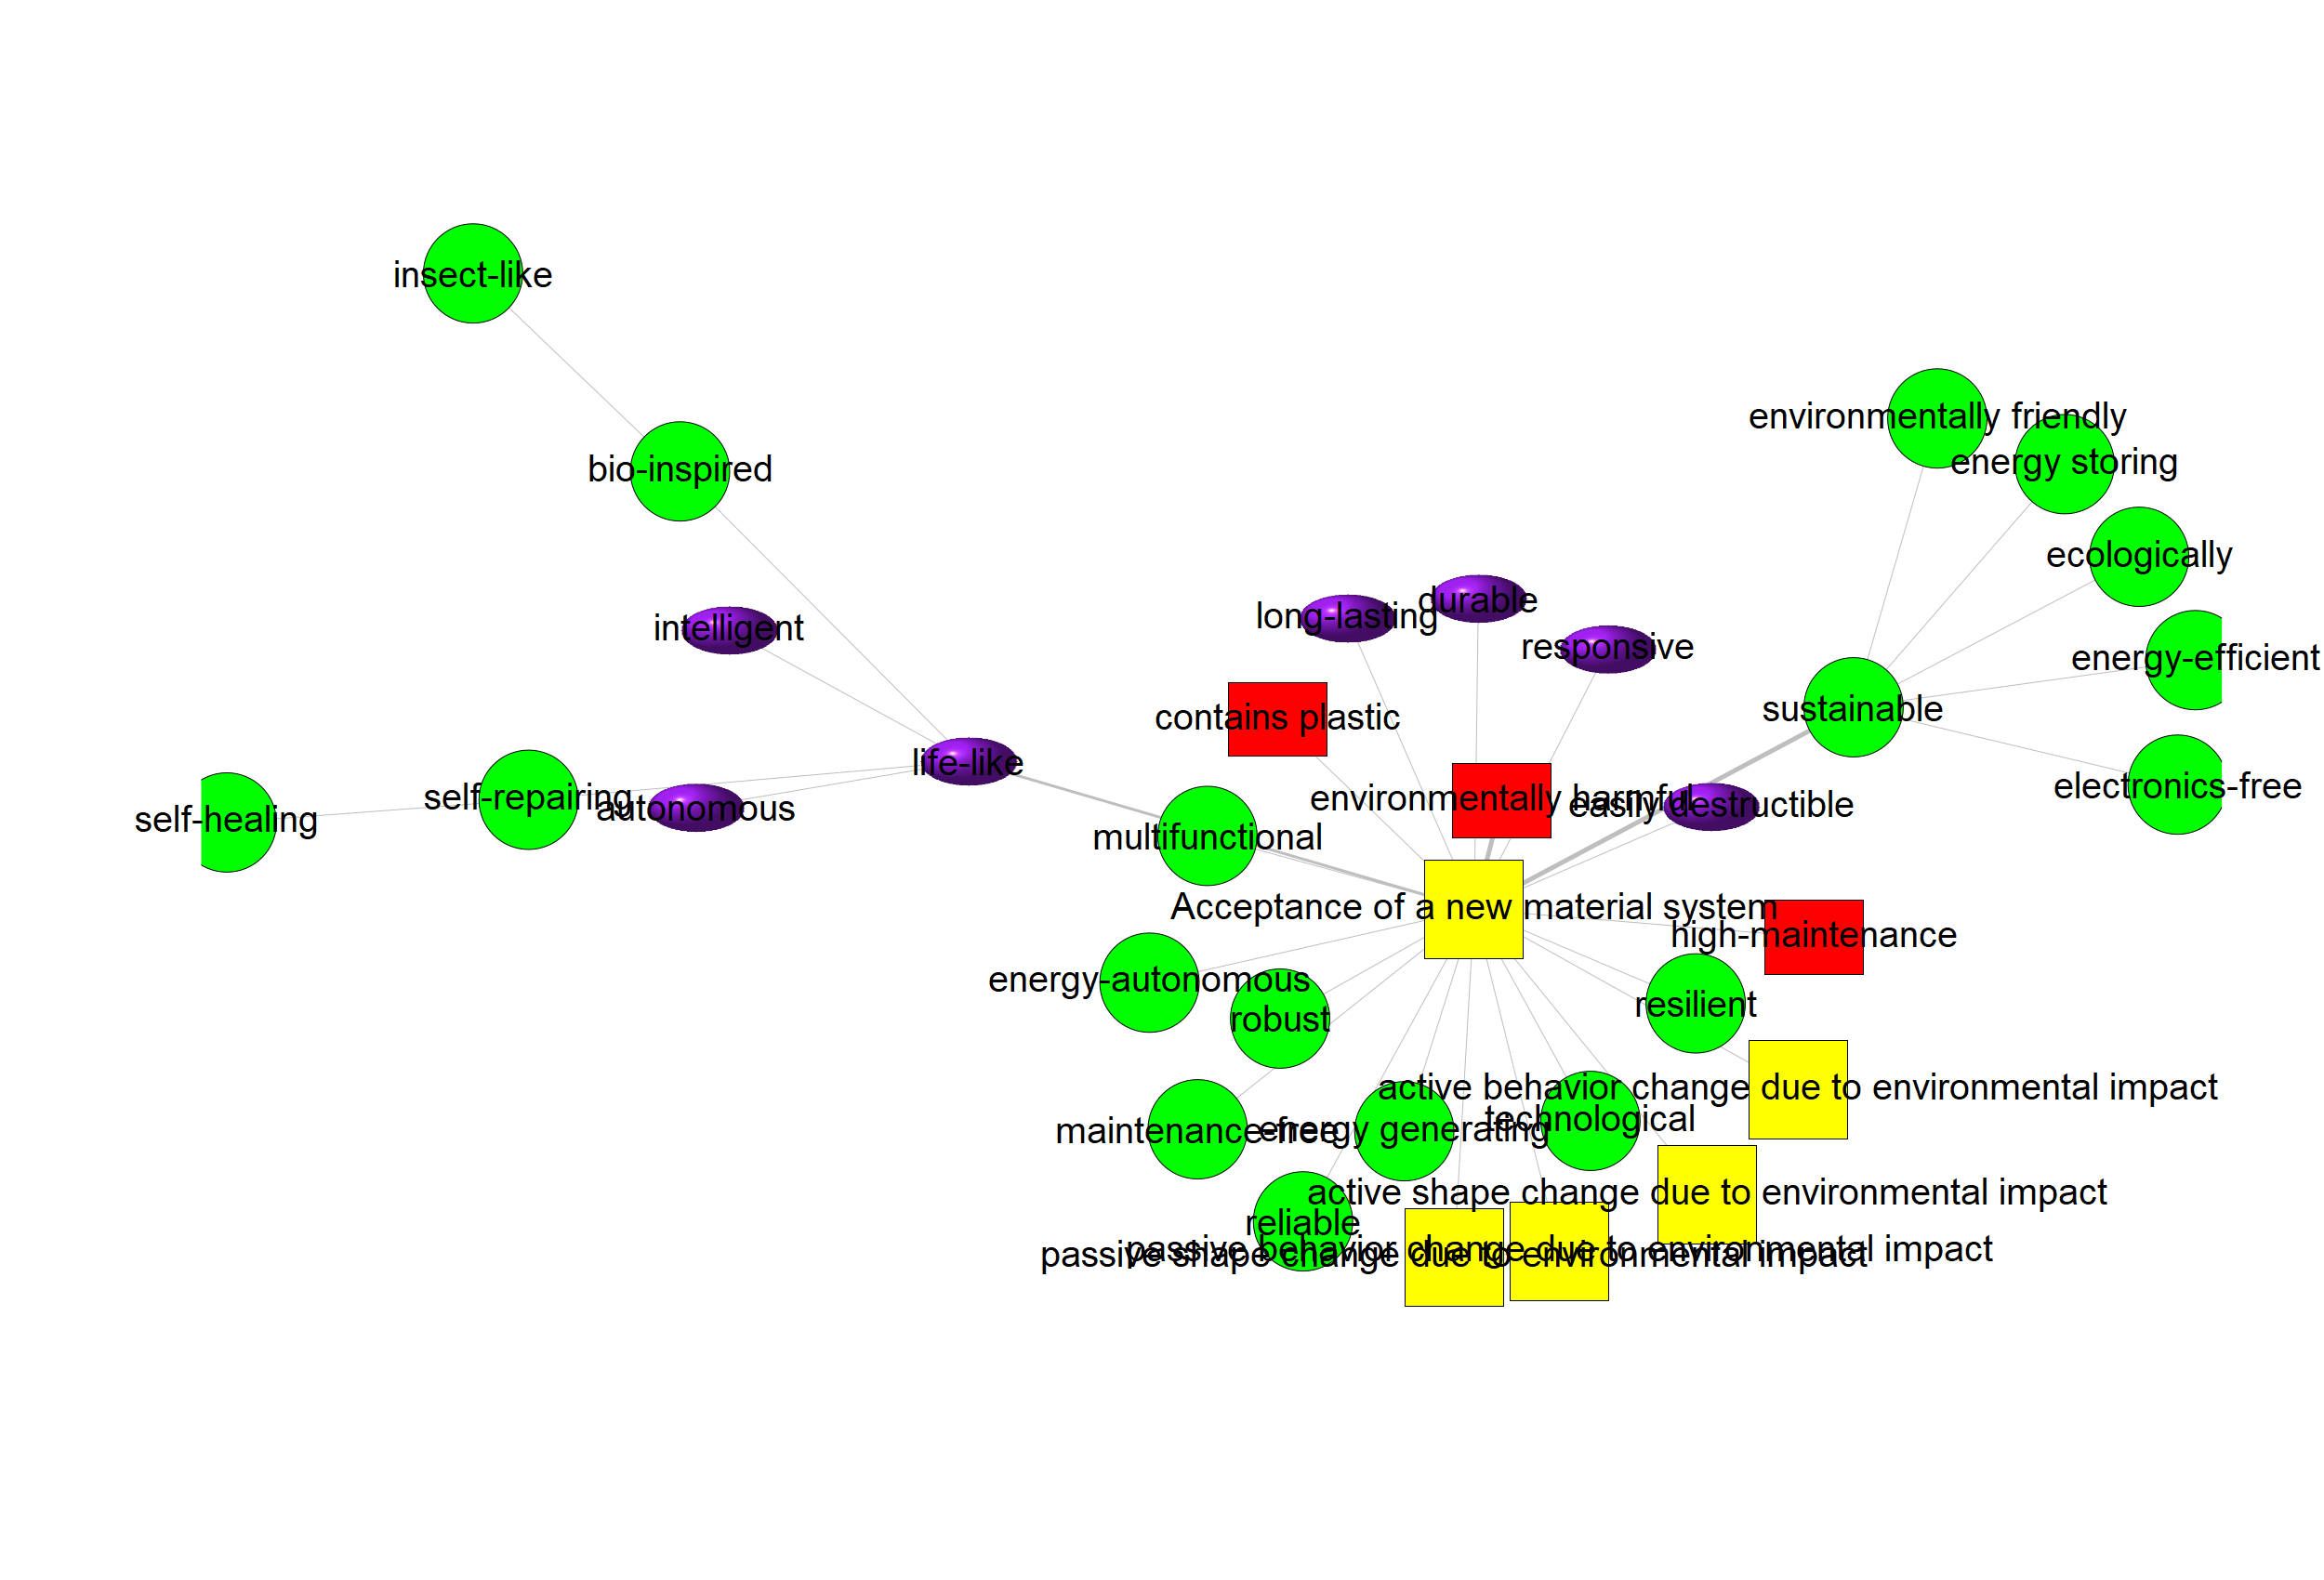 insect-like
environmentally friendly
bio-inspired
energy storing
ecologically
durable
long-lasting
intelligent
responsive
energy-efficient
sustainable
contains plastic
life-like
electronics-free
self-repairing
environmentally harmful
easily destructible
autonomous
self-healing
multifunctional
Acceptance of a new material system
high-maintenance
energy-autonomous
resilient
robust
active behavior change due to environmental impact
technological
maintenance-free
energy generating
active shape change due to environmental impact
reliable
passive behavior change due to environmental impact
passive shape change due to environmental impact